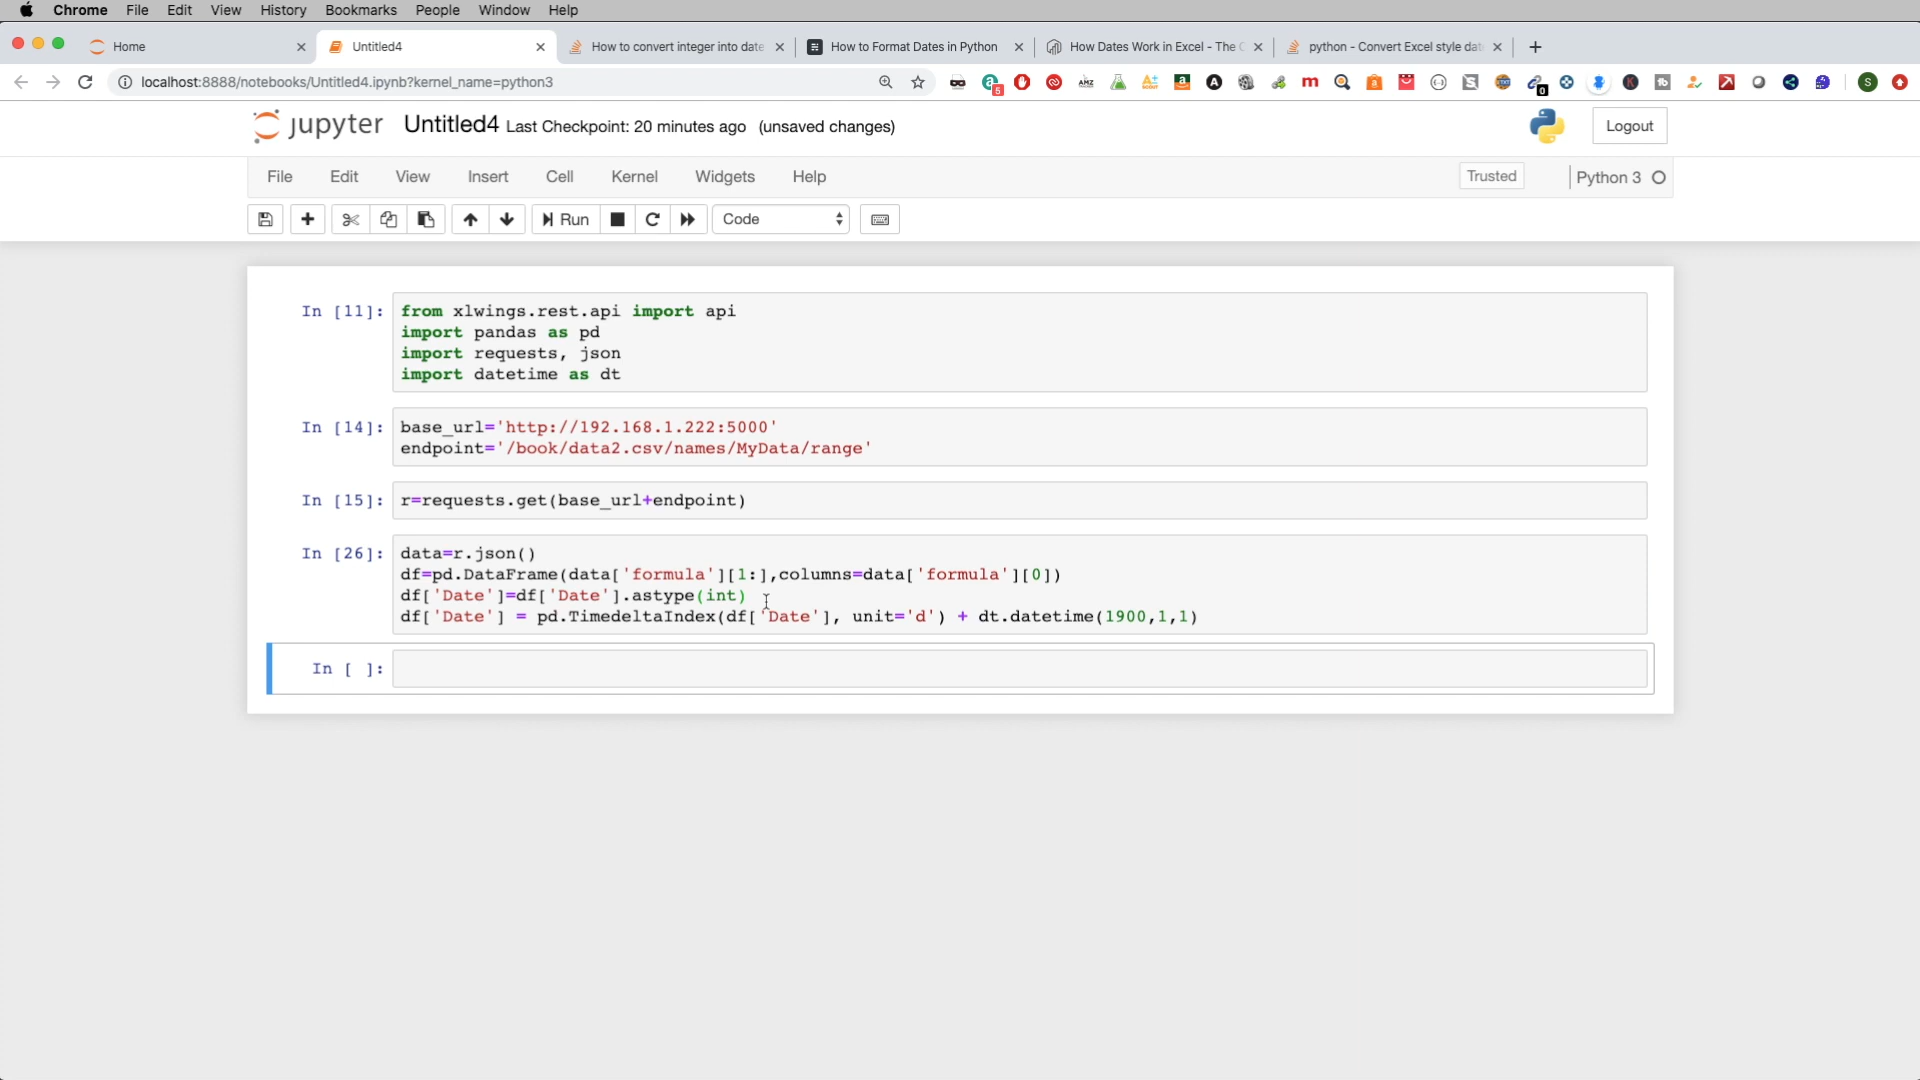 Chrome File Edit View History Bookmarks People Window Help
Home Untitled4 How to convert integer into date How to Format Dates in Python How Dates Work in Excel - The C python - Convert Excel style dat
localhost:8888/notebooks/Untitled4.ipynb?kernel_name=python3
jupyter Untitled4 Last Checkpoint: 20 minutes ago (unsaved changes) Logout
File Edit View Insert Cell Kernel Widgets Help Trusted Python 3
Run Code
In [11]: from xlwings.rest.api import api
import pandas as pd
import requests, json
import datetime as dt
In [14]: base_url='http://192.168.1.222:5000'
endpoint='/book/data2.csv/names/MyData/range'
In [15]: r=requests.get(base_url+endpoint)
In [26]: data=r.json()
df=pd.DataFrame(data['formula'][1:],columns=data['formula'][0])
df['Date']=df['Date'].astype(int)
df['Date'] = pd.TimedeltaIndex(df['Date'], unit='d') + dt.datetime(1900,1,1)
In [ ]: